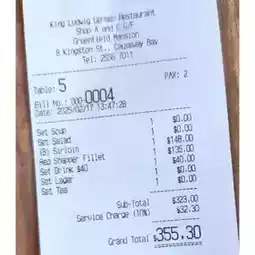 King Ludwig German Restaurant
Shop A and C G/F
Greenfield Mansion
8 Kingston St., Causeway Bay
Tel: 2556 7011
Table: 5
PAX: 2
Bill No.: 000-0004
Date: 2025/02/17 13:47:28
Set Soup 1 $0.00
Set Salad 1 $0.00
(B) Sirloin 1 $148.00
Red Snapper Fillet 1 $135.00
Set Drink $40 1 $40.00
Set Lager 1 $0.00
Set Tea 1 $0.00
Sub-Total $323.00
Service Charge (10%) $32.30
Grand Total $355.30